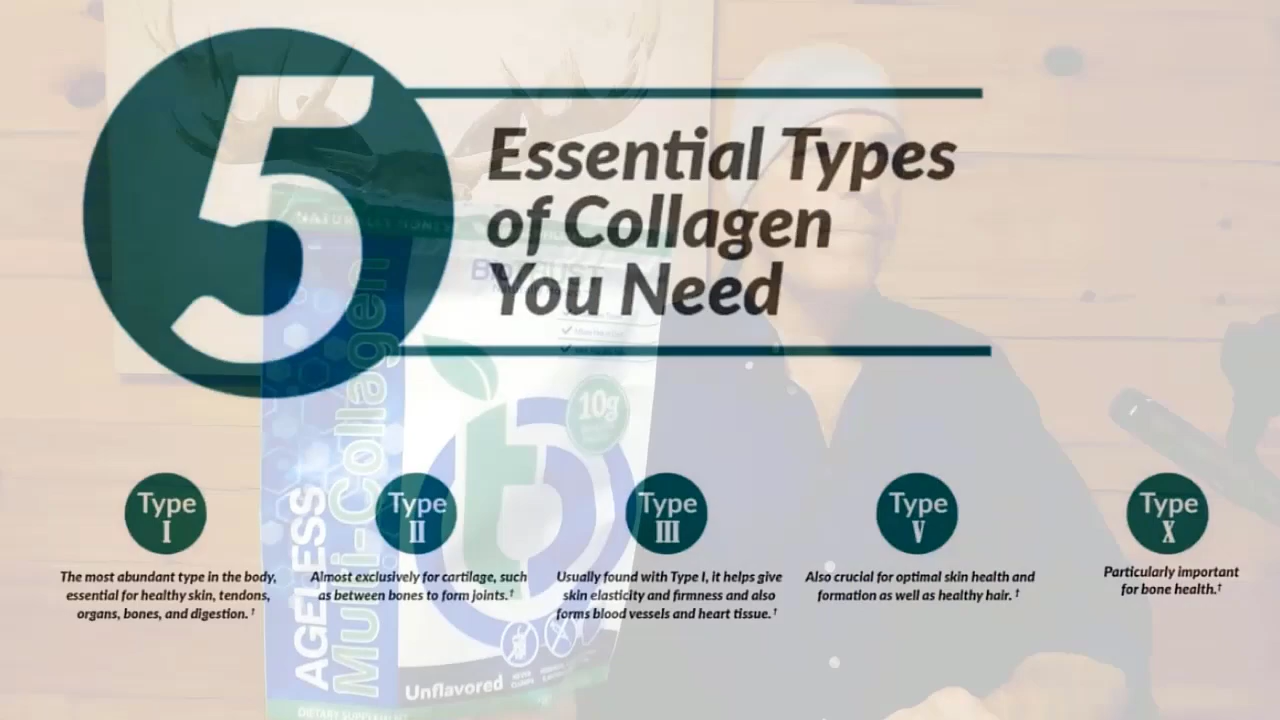 5
Essential Types
of Collagen
You Need
NATURALLY
BIOTRUST
10g
AGELESS
Multi-Collagen
Unflavored
DIETARY SUPPLEMENT
Type
I
The most abundant type in the body,
essential for healthy skin, tendons,
organs, bones, and digestion.†
Type
II
Almost exclusively for cartilage, such
as between bones to form joints.†
Type
III
Usually found with Type I, it helps give
skin elasticity and firmness and also
forms blood vessels and heart tissue.†
Type
V
Also crucial for optimal skin health and
formation as well as healthy hair. †
Type
X
Particularly important
for bone health.†